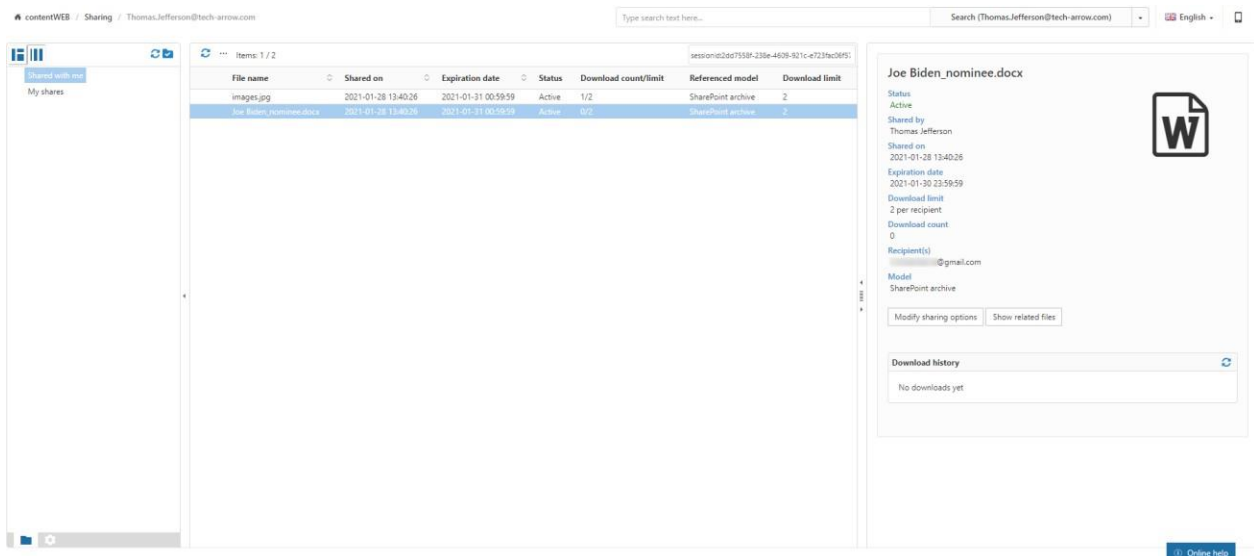 contentWEB / Sharing / Thomas.Jefferson@tech-arrow.com
Type search text here...
Search (Thomas.Jefferson@tech-arrow.com)
English
Shared with me
My shares
Items: 1 / 2
File name Shared on Expiration date Status Download count/limit Referenced model Download limit
images.jpg 2021-01-28 13:40:26 2021-01-31 00:59:59 Active 1/2 SharePoint archive 2
Joe Biden_nominee.docx 2021-01-28 13:40:26 2021-01-31 00:59:59 Active 0/2 SharePoint archive 2
Joe Biden_nominee.docx
W
Status
Active
Shared by
Thomas Jefferson
Shared on
2021-01-28 13:40:26
Expiration date
2021-01-30 23:59:59
Download limit
2 per recipient
Download count
0
Recipient(s)
@gmail.com
Model
SharePoint archive
Modify sharing options Show related files
Download history
No downloads yet
Online help